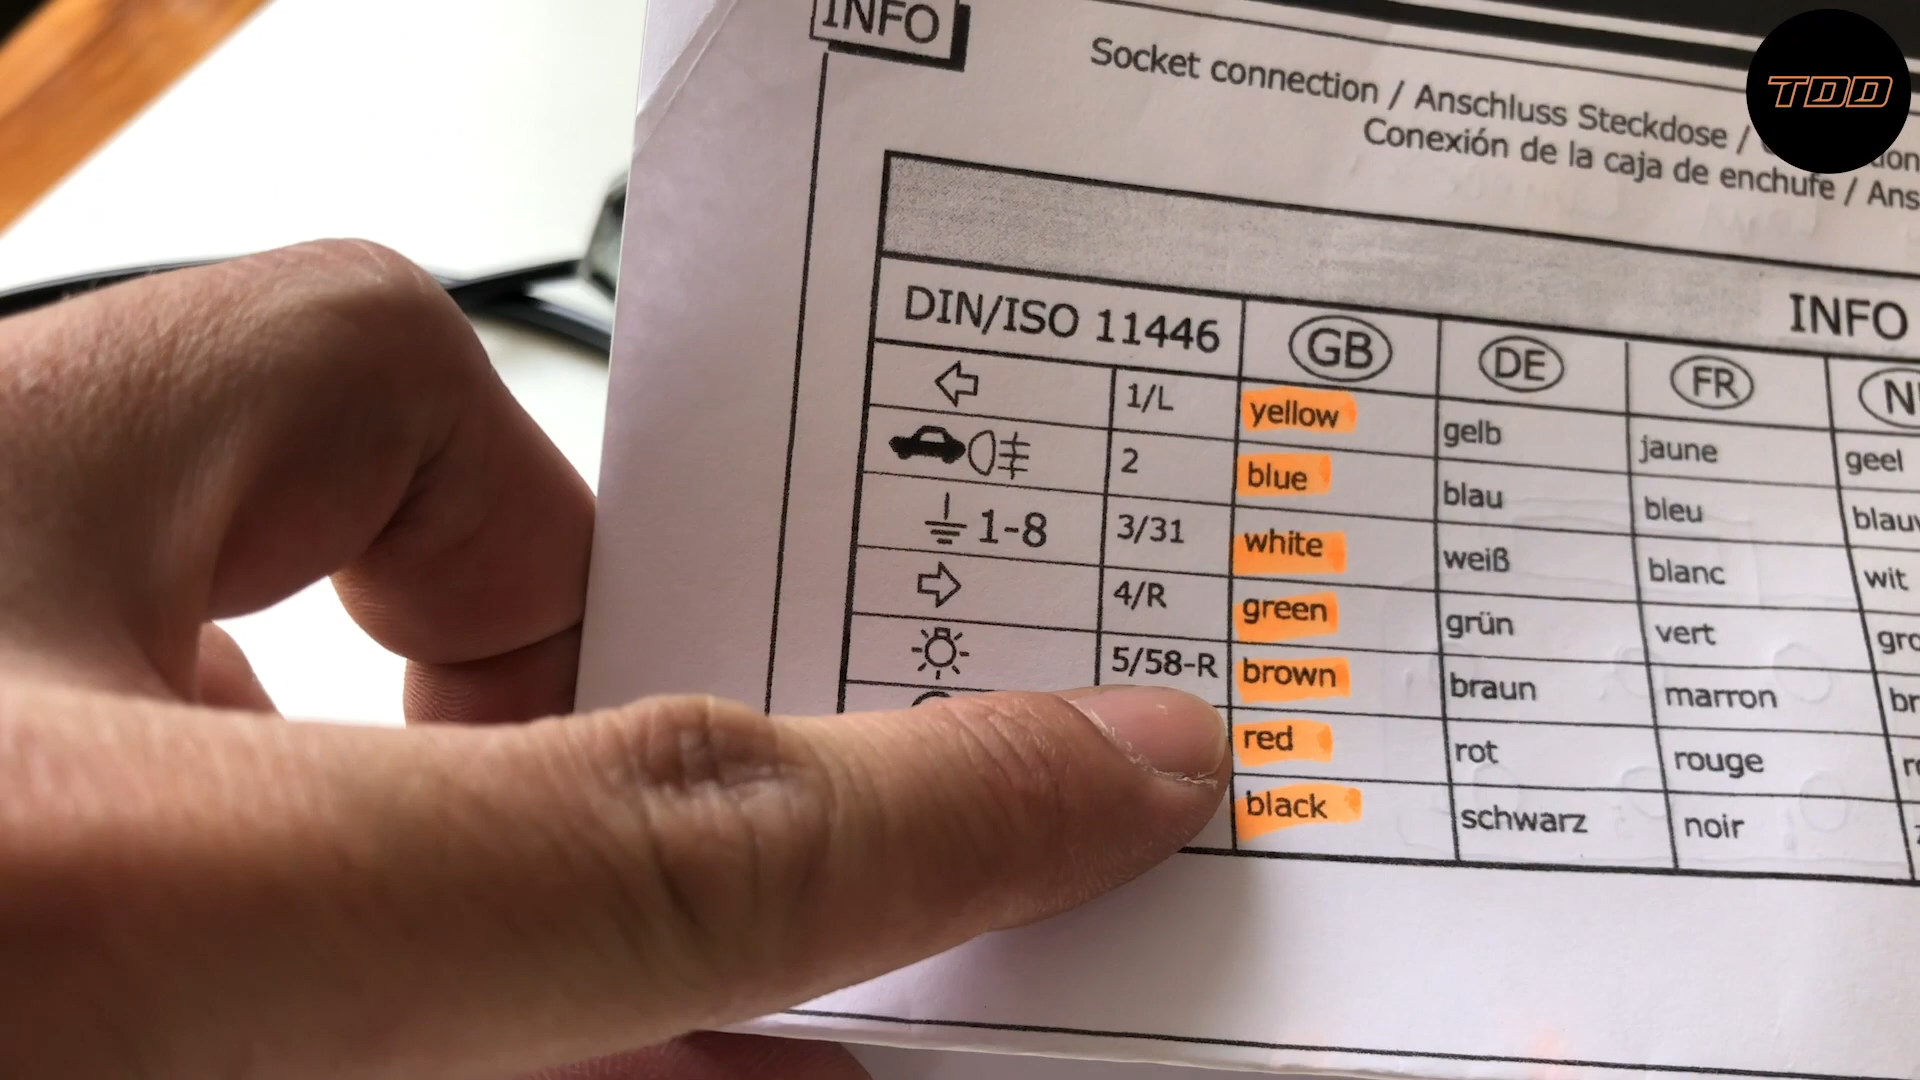 INFO
TDD
Socket connection / Anschluss Steckdose /
Conexión de la caja de enchufe /
INFO
DIN/ISO 11446 GB DE FR
1/L yellow gelb jaune geel
2 blue blau bleu
1-8 3/31 white weiß blanc wit
4/R green grün vert
5/58-R brown braun marron
red rot rouge
black schwarz noir